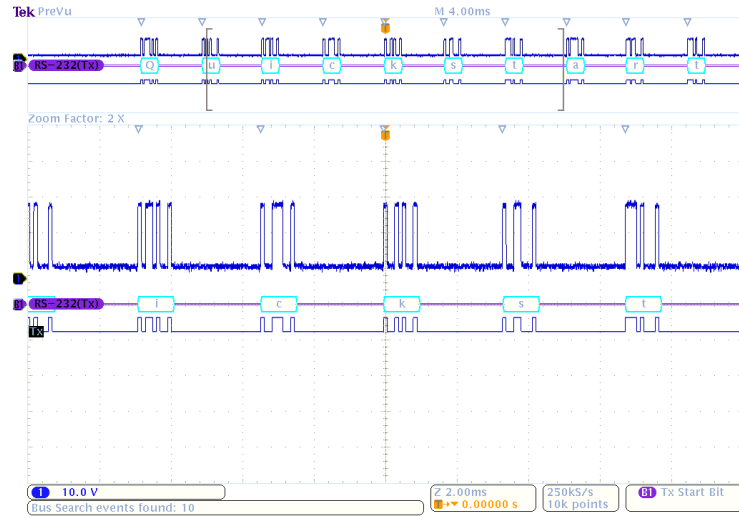 Tek PreVu M 4.00ms
B1 RS-232(Tx) Q u i c k s t a r t
Zoom Factor: 2 X
1
B1 RS-232(Tx) i c k s t
Tx
1 10.0 V Z 2.00ms 250kS/s B1 Tx Start Bit
Bus Search events found: 10 T 0.00000 s 10k points